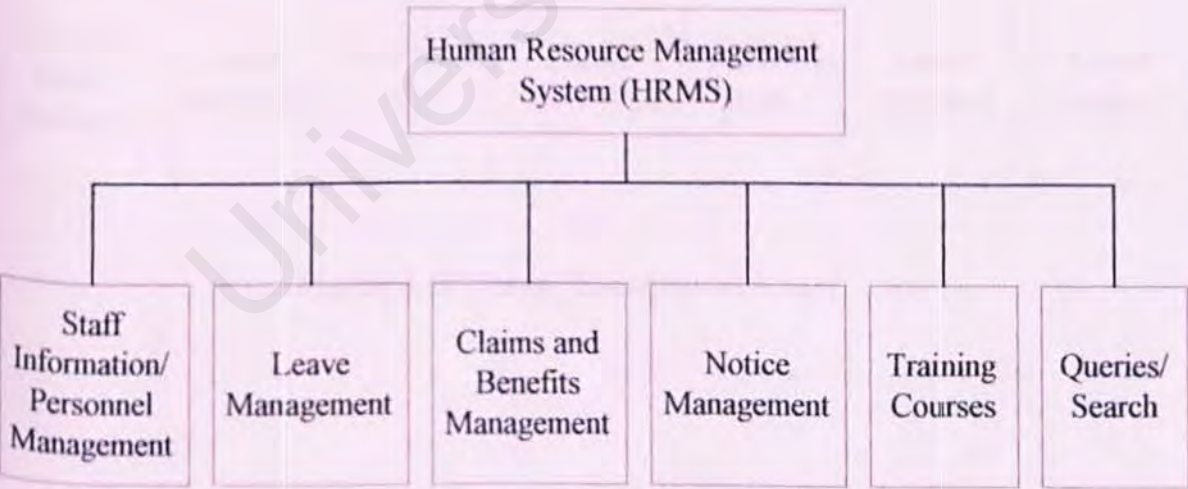 Human Resource Management
System (HRMS)
Staff
Information/
Personnel
Management
Leave
Management
Claims and
Benefits
Management
Notice
Management
Training
Courses
Queries/
Search
Univers